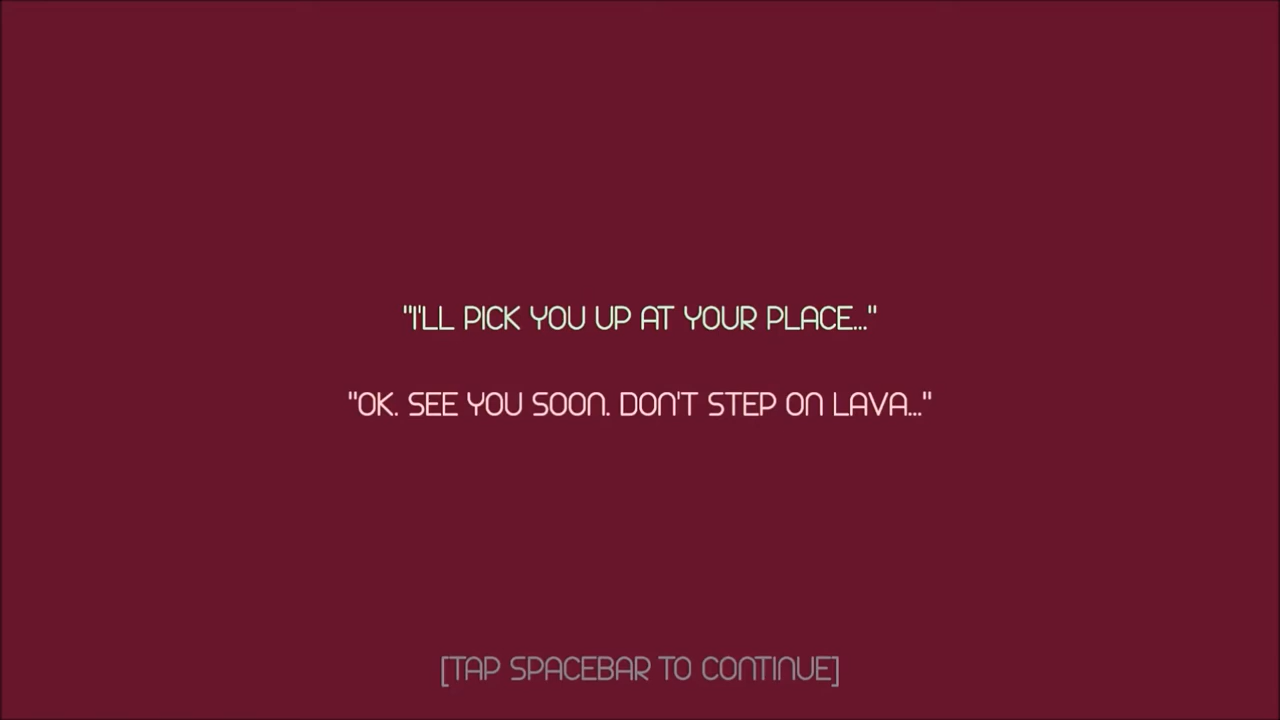 "I'LL PICK YOU UP AT YOUR PLACE..."
"OK. SEE YOU SOON. DON'T STEP ON LAVA..."
[TAP SPACEBAR TO CONTINUE]